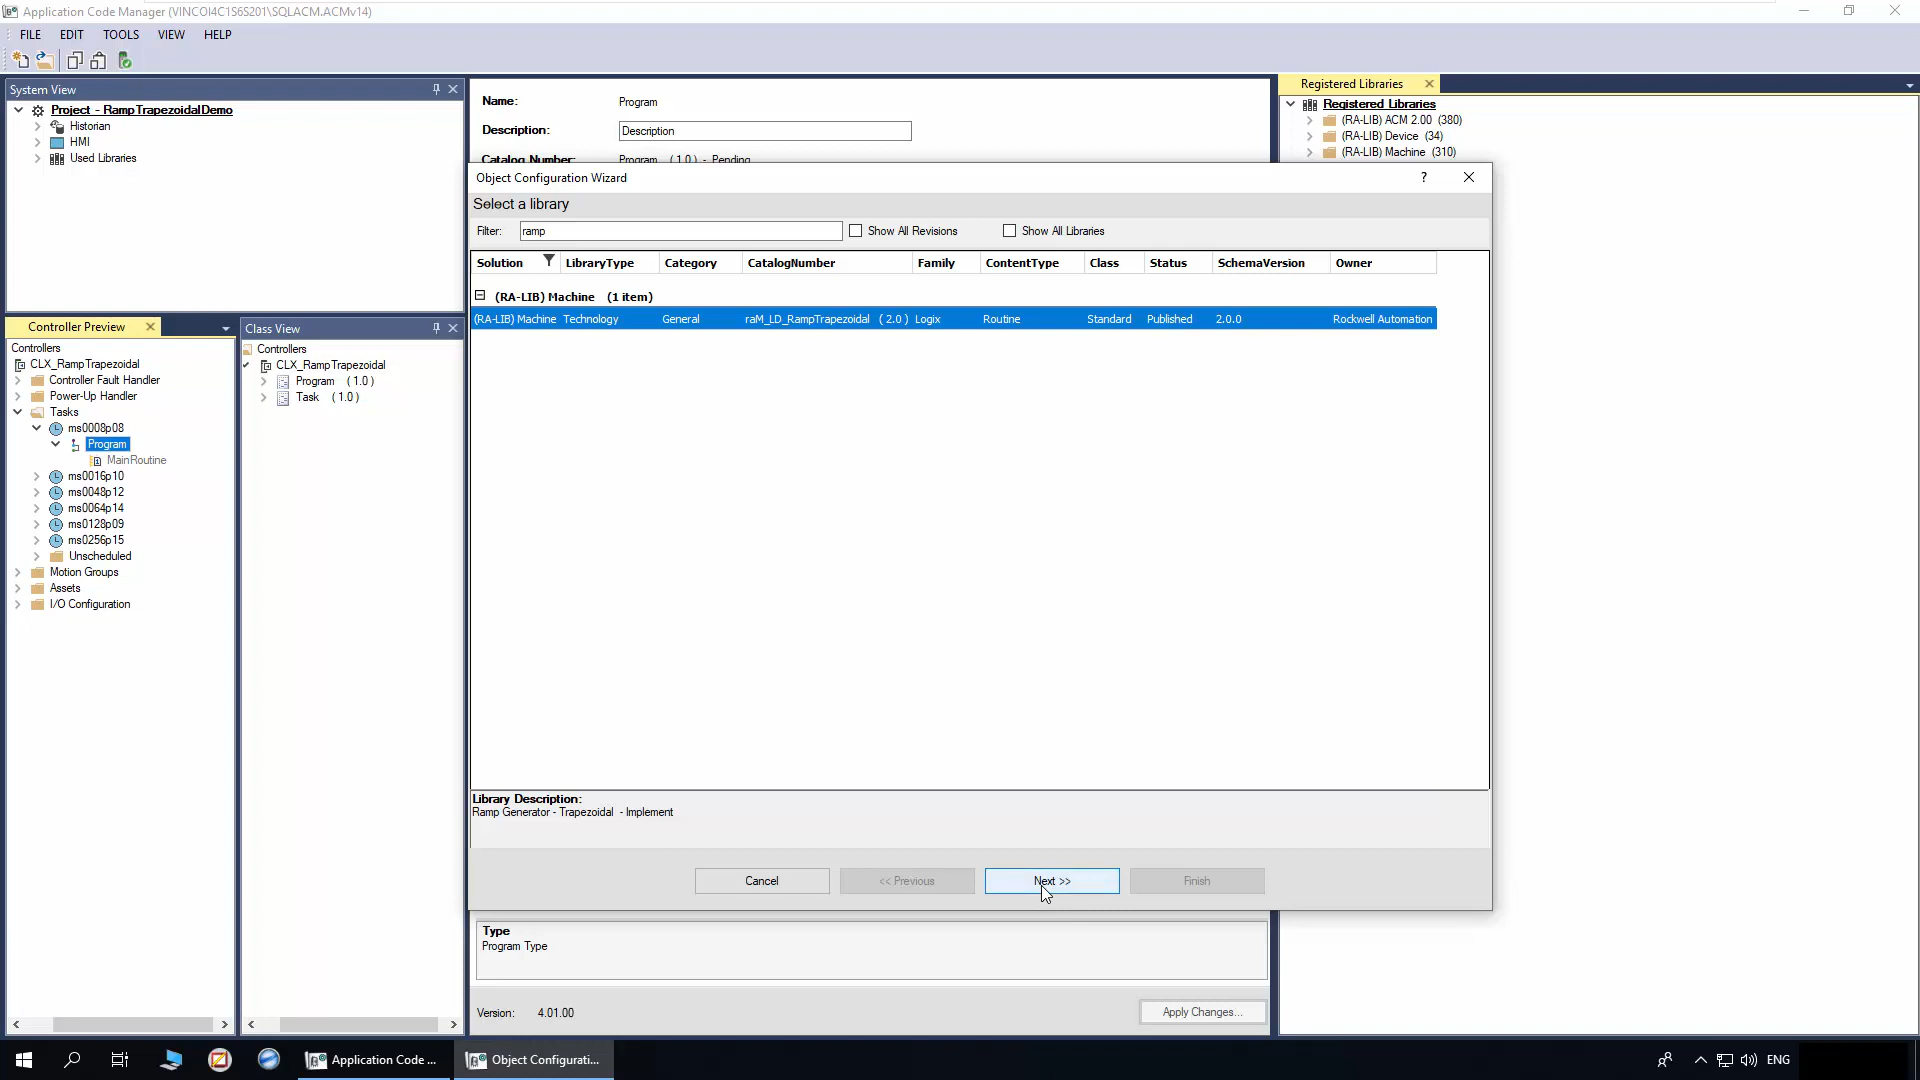 Application Code Manager (VINCOI4C1S6S201\SQLACM.ACMv14)
FILE EDIT TOOLS VIEW HELP
System View
Project - RampTrapezoidalDemo
Historian
HMI
Used Libraries
Name: Program
Description: Description
Catalog Number: Program (1.0) - Pending
Registered Libraries
Registered Libraries
(RA-LIB) ACM 2.00 (380)
(RA-LIB) Device (34)
(RA-LIB) Machine (310)
Object Configuration Wizard ?
Select a library
Filter: ramp Show All Revisions Show All Libraries
Solution LibraryType Category CatalogNumber Family ContentType Class Status SchemaVersion Owner
(RA-LIB) Machine (1 item)
(RA-LIB) Machine Technology General raM_LD_RampTrapezoidal (2.0) Logix Routine Standard Published 2.0.0 Rockwell Automation
Library Description:
Ramp Generator - Trapezoidal - Implement
Cancel << Previous Next >> Finish
Controller Preview
Controllers
CLX_RampTrapezoidal
Controller Fault Handler
Power-Up Handler
Tasks
ms0008p08
Program
MainRoutine
ms0016p10
ms0048p12
ms0064p14
ms0128p09
ms0256p15
Unscheduled
Motion Groups
Assets
I/O Configuration
Class View
Controllers
CLX_RampTrapezoidal
Program (1.0)
Task (1.0)
Type
Program Type
Version: 4.01.00
Apply Changes...
Application Code ... Object Configurati... ENG